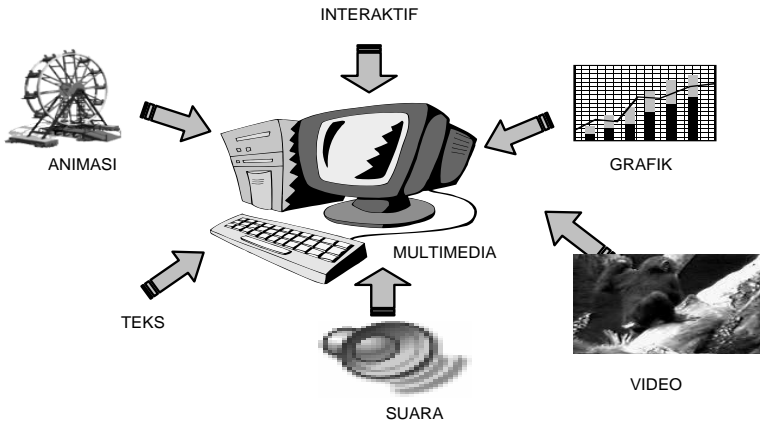 INTERAKTIF
ANIMASI
GRAFIK
MULTIMEDIA
TEKS
VIDEO
SUARA